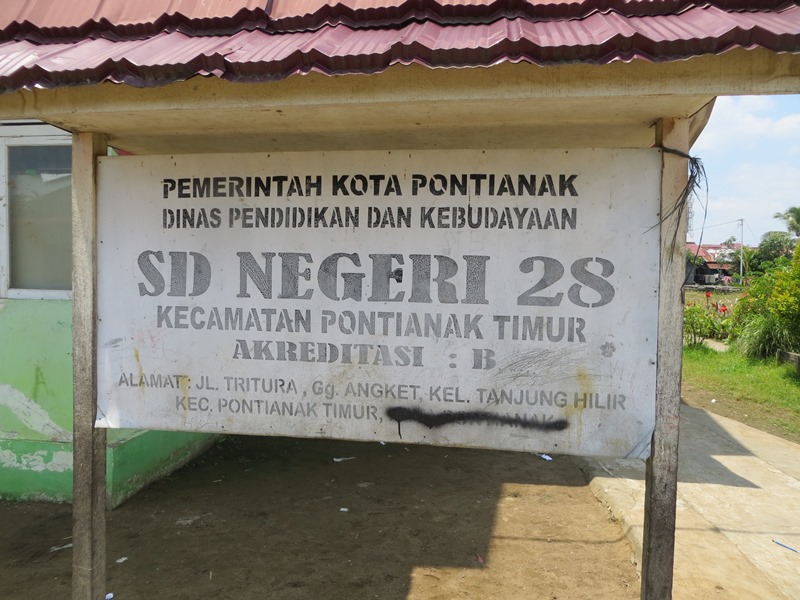 PEMERINTAH KOTA PONTIANAK
DINAS PENDIDIKAN DAN KEBUDAYAAN
SD NEGERI 28
KECAMATAN PONTIANAK TIMUR
AKREDITASI : B
ALAMAT : JL. TRITURA , Gg. ANGKET, KEL. TANJUNG HILIR
KEC. PONTIANAK TIMUR,